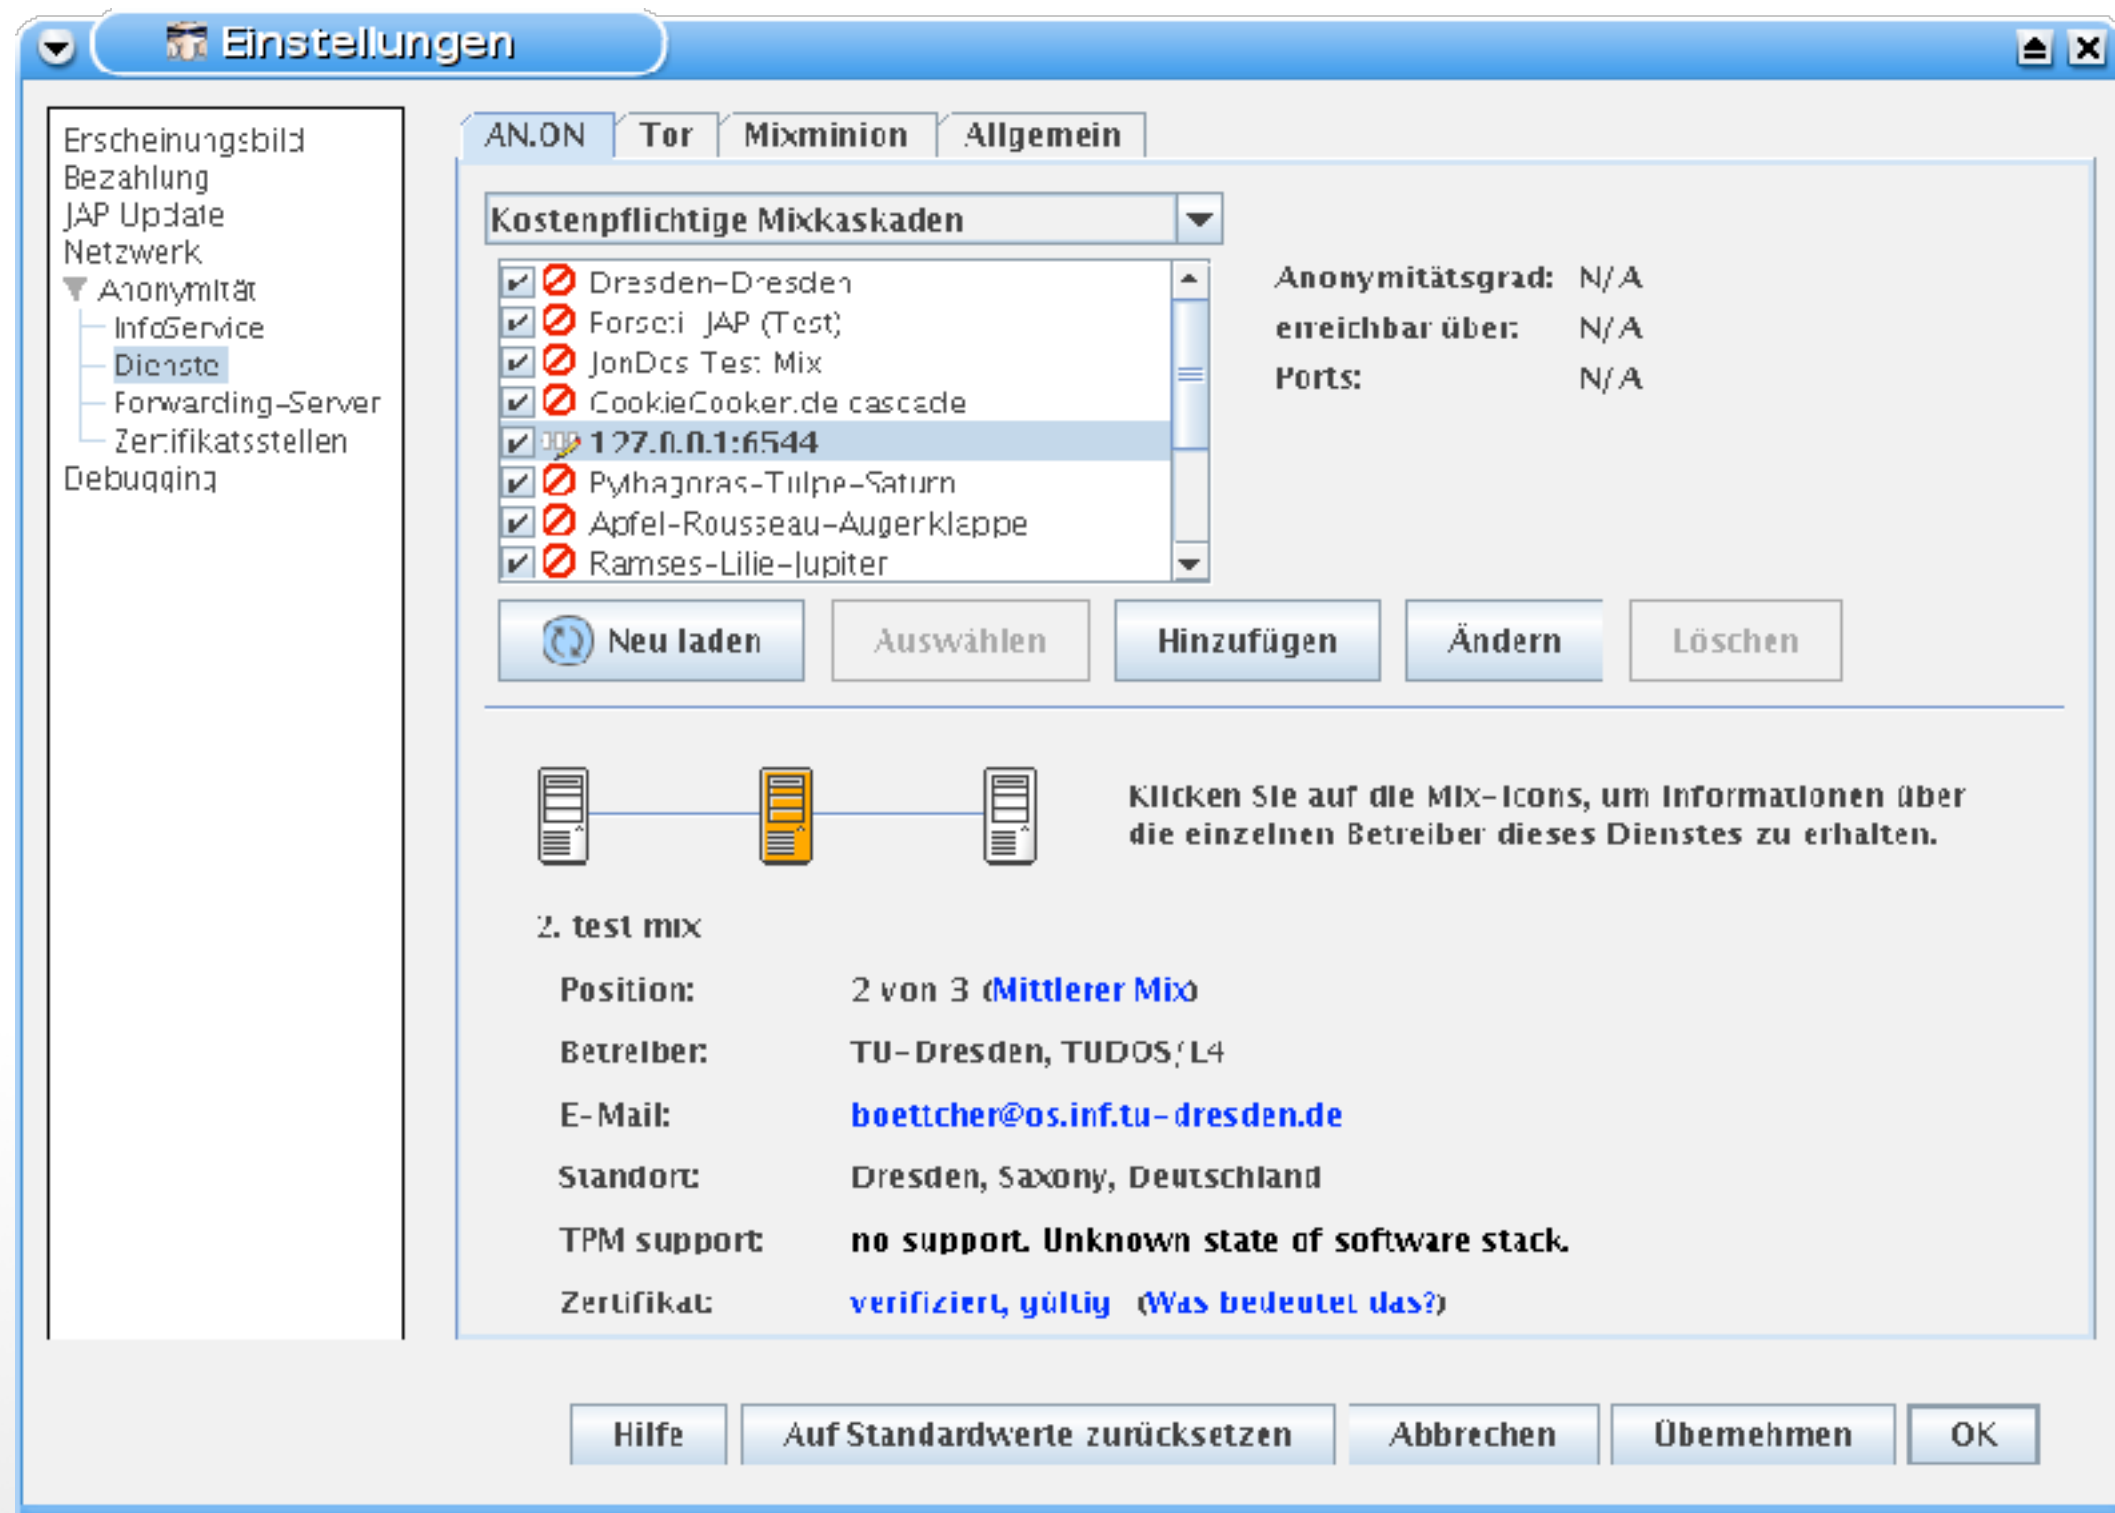 Einstellungen
Erscheinungsbild
Bezahlung
JAP Update
Netzwerk
Anonymität
InfoService
Dienste
Forwarding-Server
Zertifikatsstellen
Debugging
AN.ON Tor Mixminion Allgemein
Kostenpflichtige Mixkaskaden
Dresden-Dresden
Forseti JAP (Test)
JonDos Test Mix
CookieCooker.de cascade
127.0.0.1:6544
Pythagoras-Tulpe-Saturn
Apfel-Rousseau-Augenklappe
Ramses-Lilie-Jupiter
Anonymitätsgrad: N/A
erreichbar über: N/A
Ports: N/A
Neu laden Auswählen Hinzufügen Ändern Löschen
Klicken Sie auf die Mix-Icons, um Informationen über
die einzelnen Betreiber dieses Dienstes zu erhalten.
2. test mix
Position: 2 von 3 (Mittlerer Mix)
Betreiber: TU-Dresden, TUDOS/L4
E-Mail: boettcher@os.inf.tu-dresden.de
Standort: Dresden, Saxony, Deutschland
TPM support: no support. Unknown state of software stack.
Zertifikat: verifiziert, gültig (Was bedeutet das?)
Hilfe Auf Standardwerte zurücksetzen Abbrechen Übernehmen OK